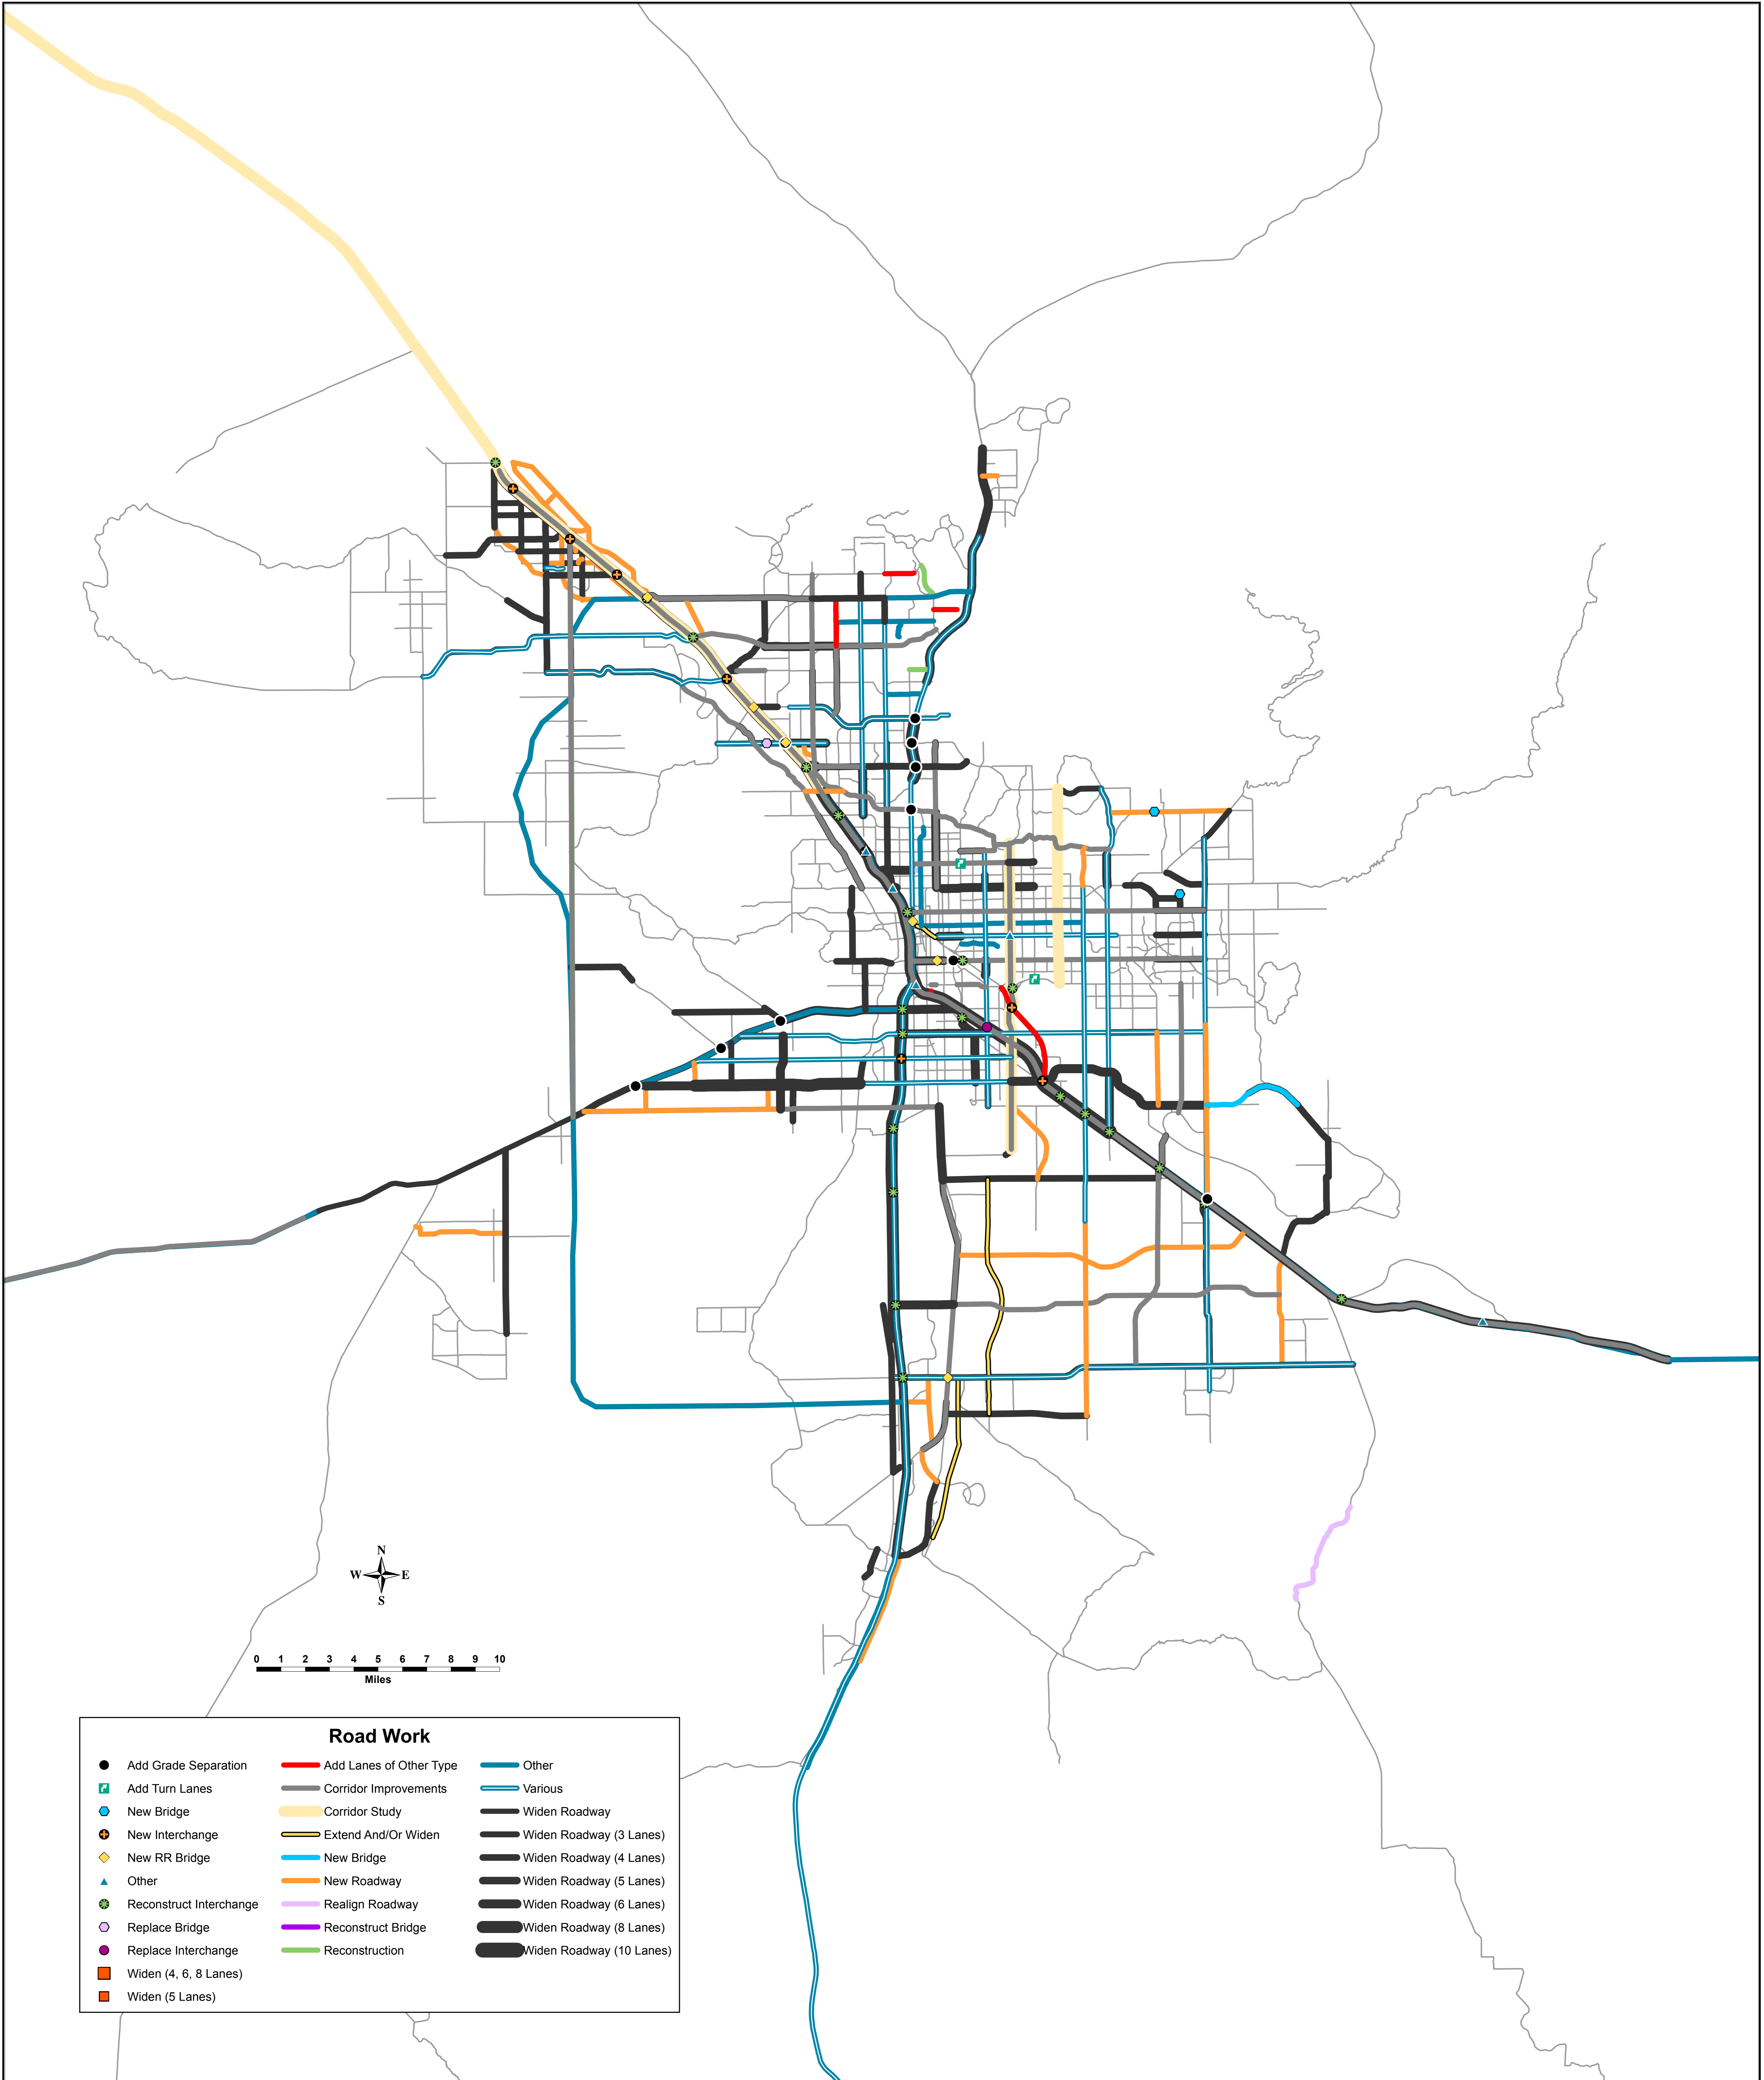 N
W E
S
0 1 2 3 4 5 6 7 8 9 10
Miles
Road Work
Add Grade Separation
Add Turn Lanes
New Bridge
New Interchange
New RR Bridge
Other
Reconstruct Interchange
Replace Bridge
Replace Interchange
Widen (4, 6, 8 Lanes)
Widen (5 Lanes)
Add Lanes of Other Type
Corridor Improvements
Corridor Study
Extend And/Or Widen
New Bridge
New Roadway
Realign Roadway
Reconstruct Bridge
Reconstruction
Other
Various
Widen Roadway
Widen Roadway (3 Lanes)
Widen Roadway (4 Lanes)
Widen Roadway (5 Lanes)
Widen Roadway (6 Lanes)
Widen Roadway (8 Lanes)
Widen Roadway (10 Lanes)